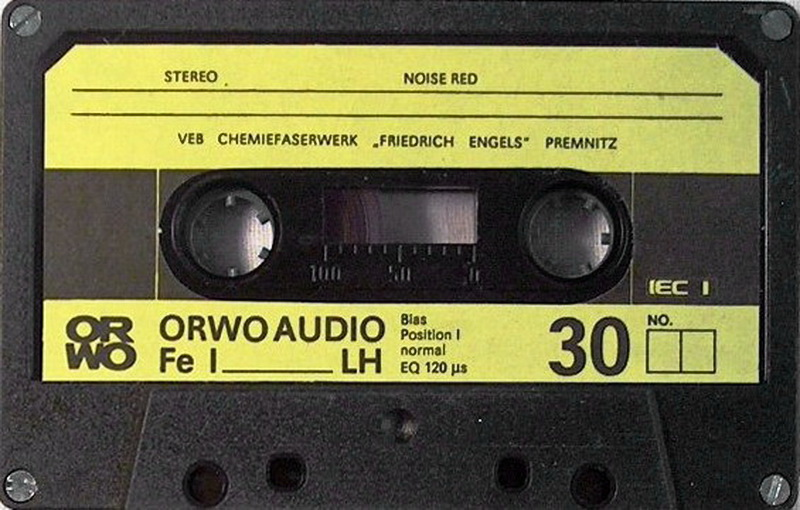 STEREO NOISE RED
VEB CHEMIEFASERWERK „FRIEDRICH ENGELS" PREMNITZ
100 50 0
IEC I
OR
WO
ORWO AUDIO
Fe I LH
Bias
Position I
normal
EQ 120 µs
30
NO.